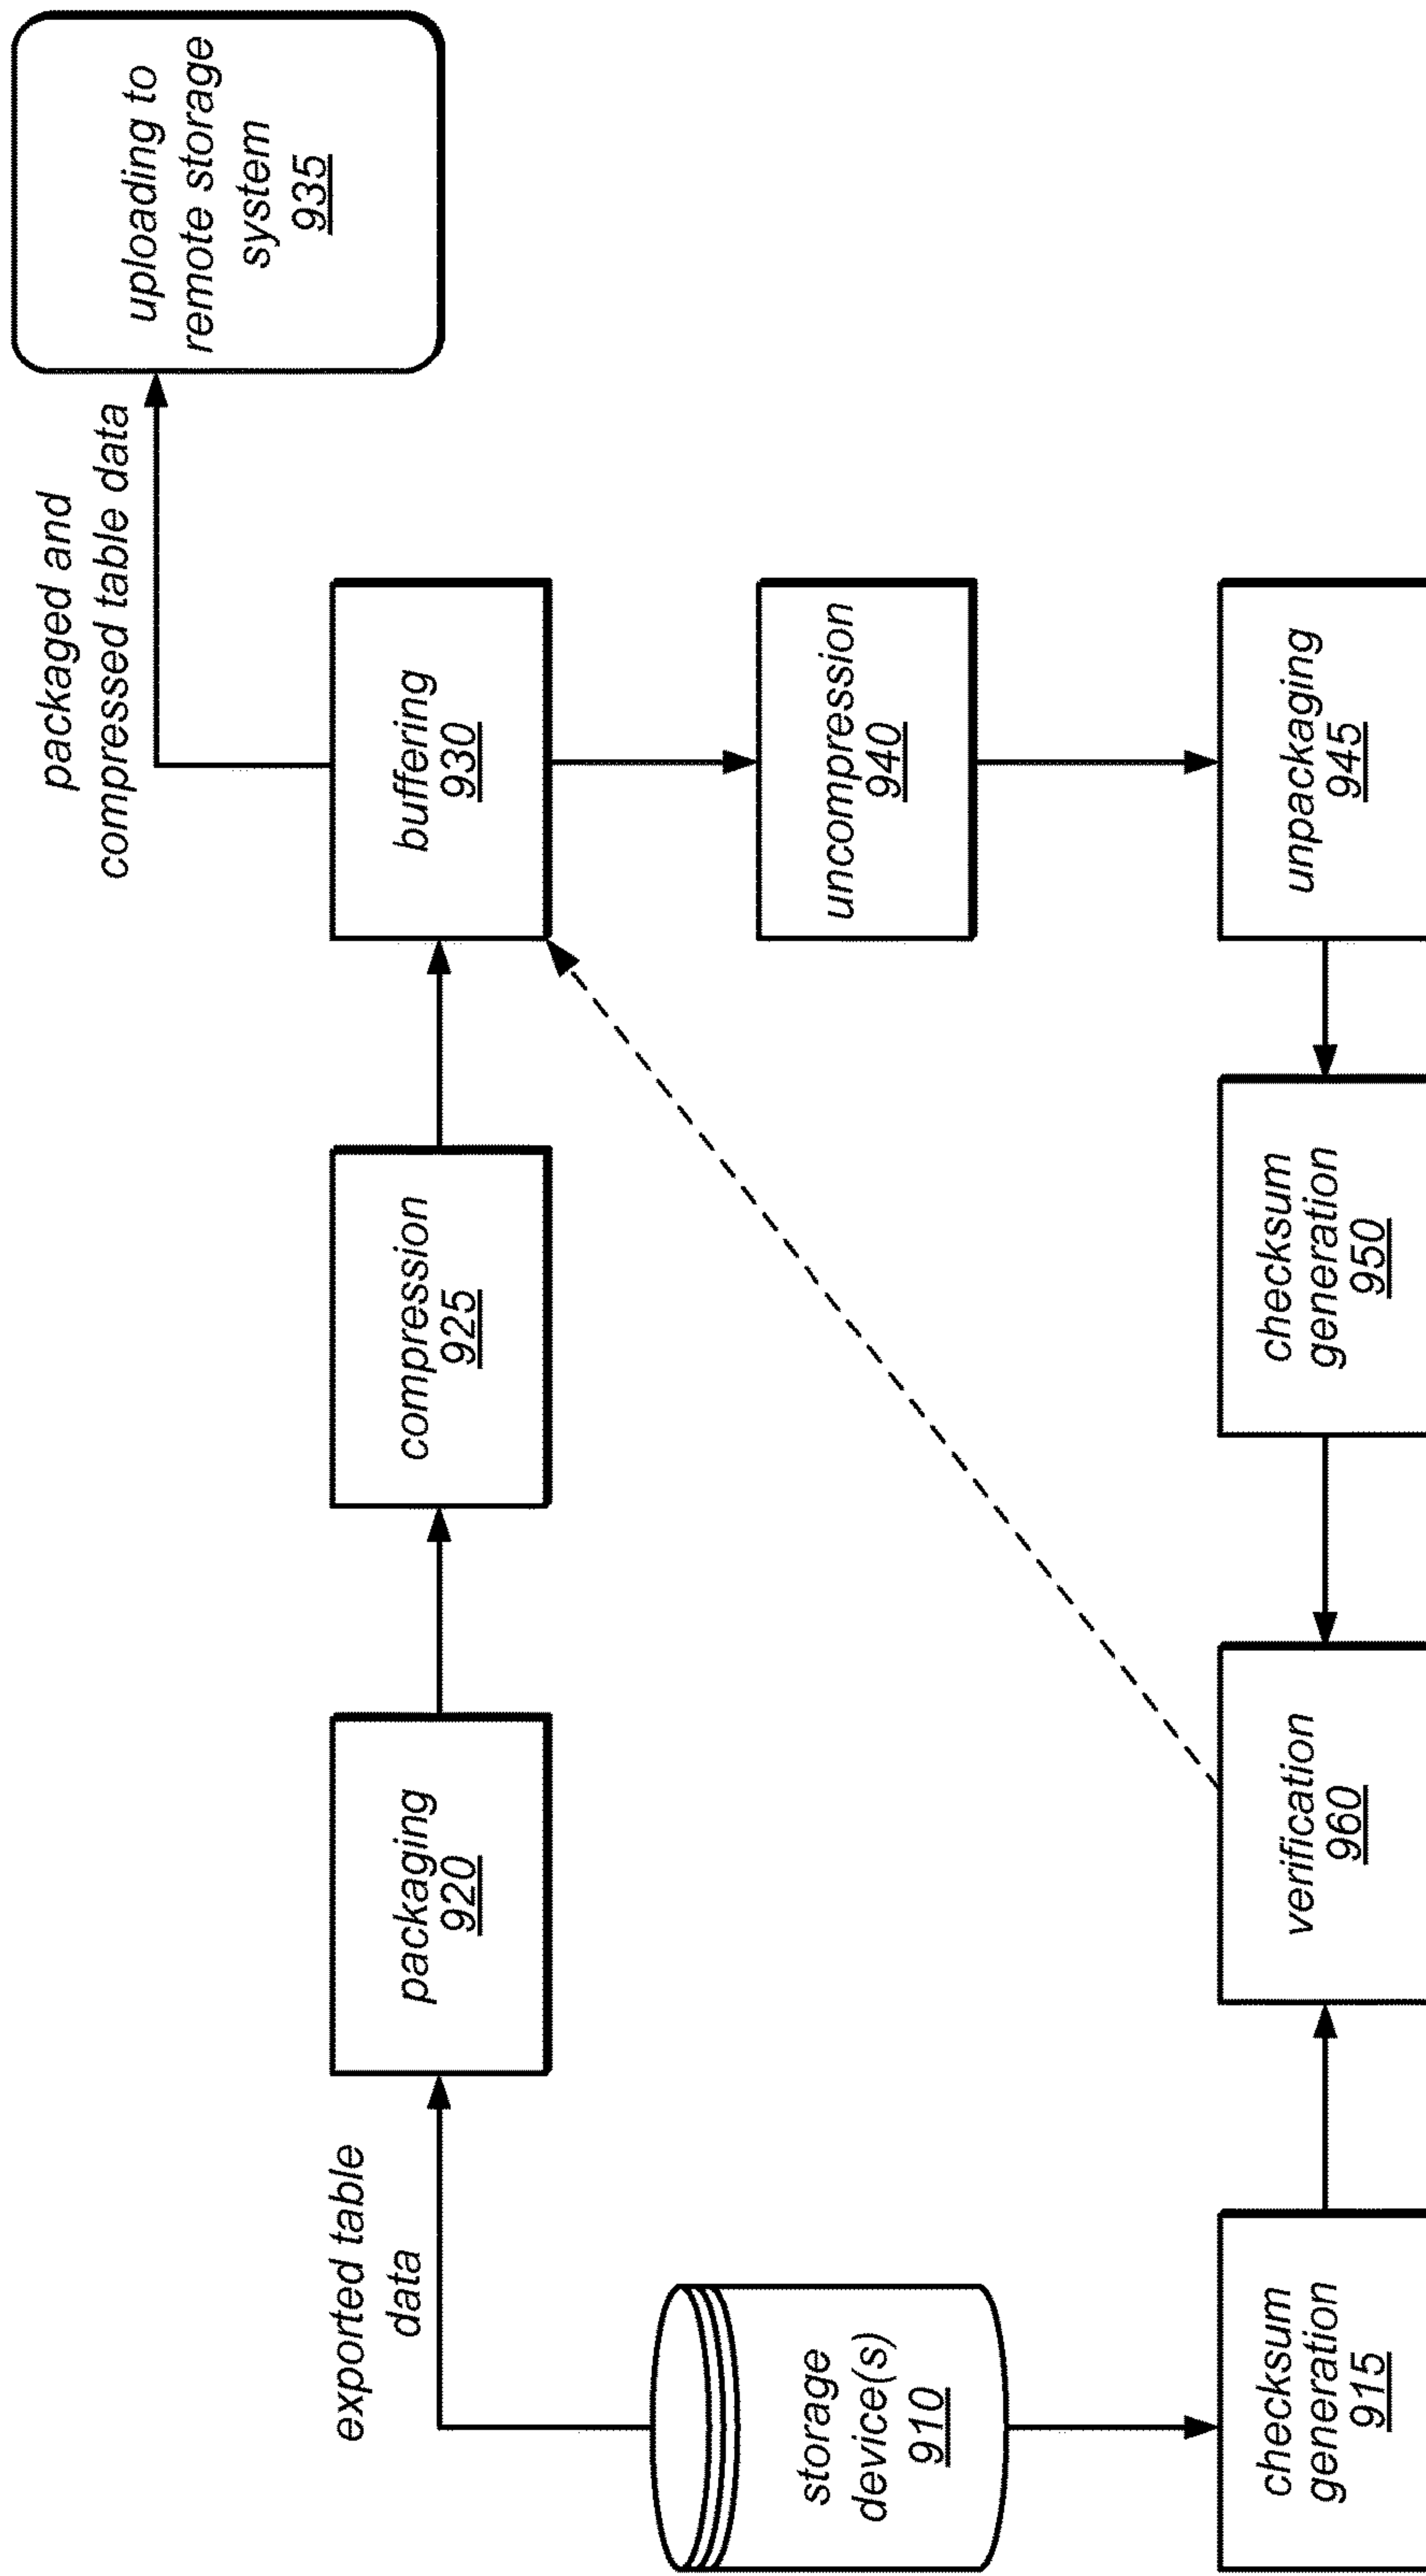 exported table
data
storage
device(s)
910
packaging
920
compression
925
buffering
930
packaged and
compressed table data
uploading to
remote storage
system
935
uncompression
940
unpackaging
945
checksum
generation
950
verification
960
checksum
generation
915